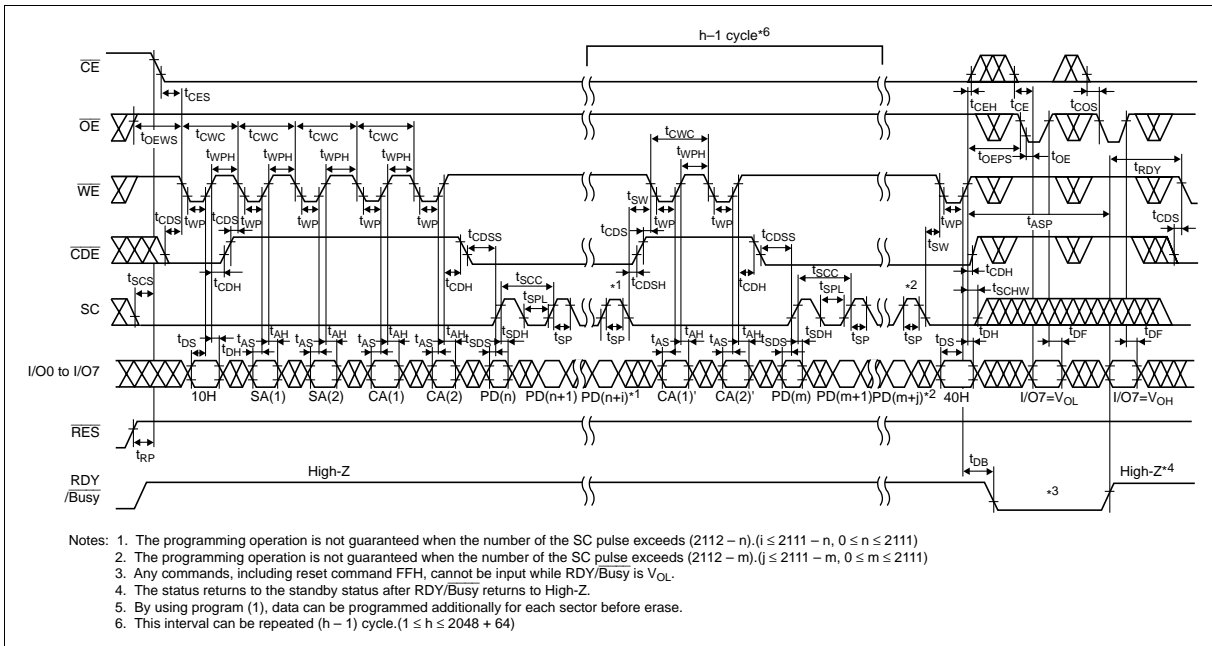 h–1 cycle*6
CE
tCES tCEH tCE tCOS
OE
tOEWS tCWC tCWC tCWC tCWC tCWC tOEPS tOE
tWPH tWPH tWPH tWPH tWPH tRDY
WE
tCDS tWP tCDS tWP tWP tWP tWP tSW tWP tWP tWP tSW tASP tCDS
CDE
tCDSS tCDS tCDSS
tSCS tCDH tCDH tSCC tCDSH tCDH tSCC tCDH
SC
tSPL *1 tSPL *2 tSCHW
tDS tDH tAS tAH tAS tAH tAS tAH tAS tAH tSDS tSDH tSP tSP tAS tAH tAS tAH tSDS tSDH tSP tSP tDS tDH tDF tDF
I/O0 to I/O7
10H SA(1) SA(2) CA(1) CA(2) PD(n) PD(n+1) PD(n+i)*1 CA(1)' CA(2)' PD(m) PD(m+1) PD(m+j)*2 40H I/O7=VOL I/O7=VOH
RES
tRP
tDB
RDY
/Busy
High-Z *3 High-Z*4
Notes: 1. The programming operation is not guaranteed when the number of the SC pulse exceeds (2112 – n).(i ≤ 2111 – n, 0 ≤ n ≤ 2111)
2. The programming operation is not guaranteed when the number of the SC pulse exceeds (2112 – m).(j ≤ 2111 – m, 0 ≤ m ≤ 2111)
3. Any commands, including reset command FFH, cannot be input while RDY/Busy is VOL.
4. The status returns to the standby status after RDY/Busy returns to High-Z.
5. By using program (1), data can be programmed additionally for each sector before erase.
6. This interval can be repeated (h – 1) cycle.(1 ≤ h ≤ 2048 + 64)